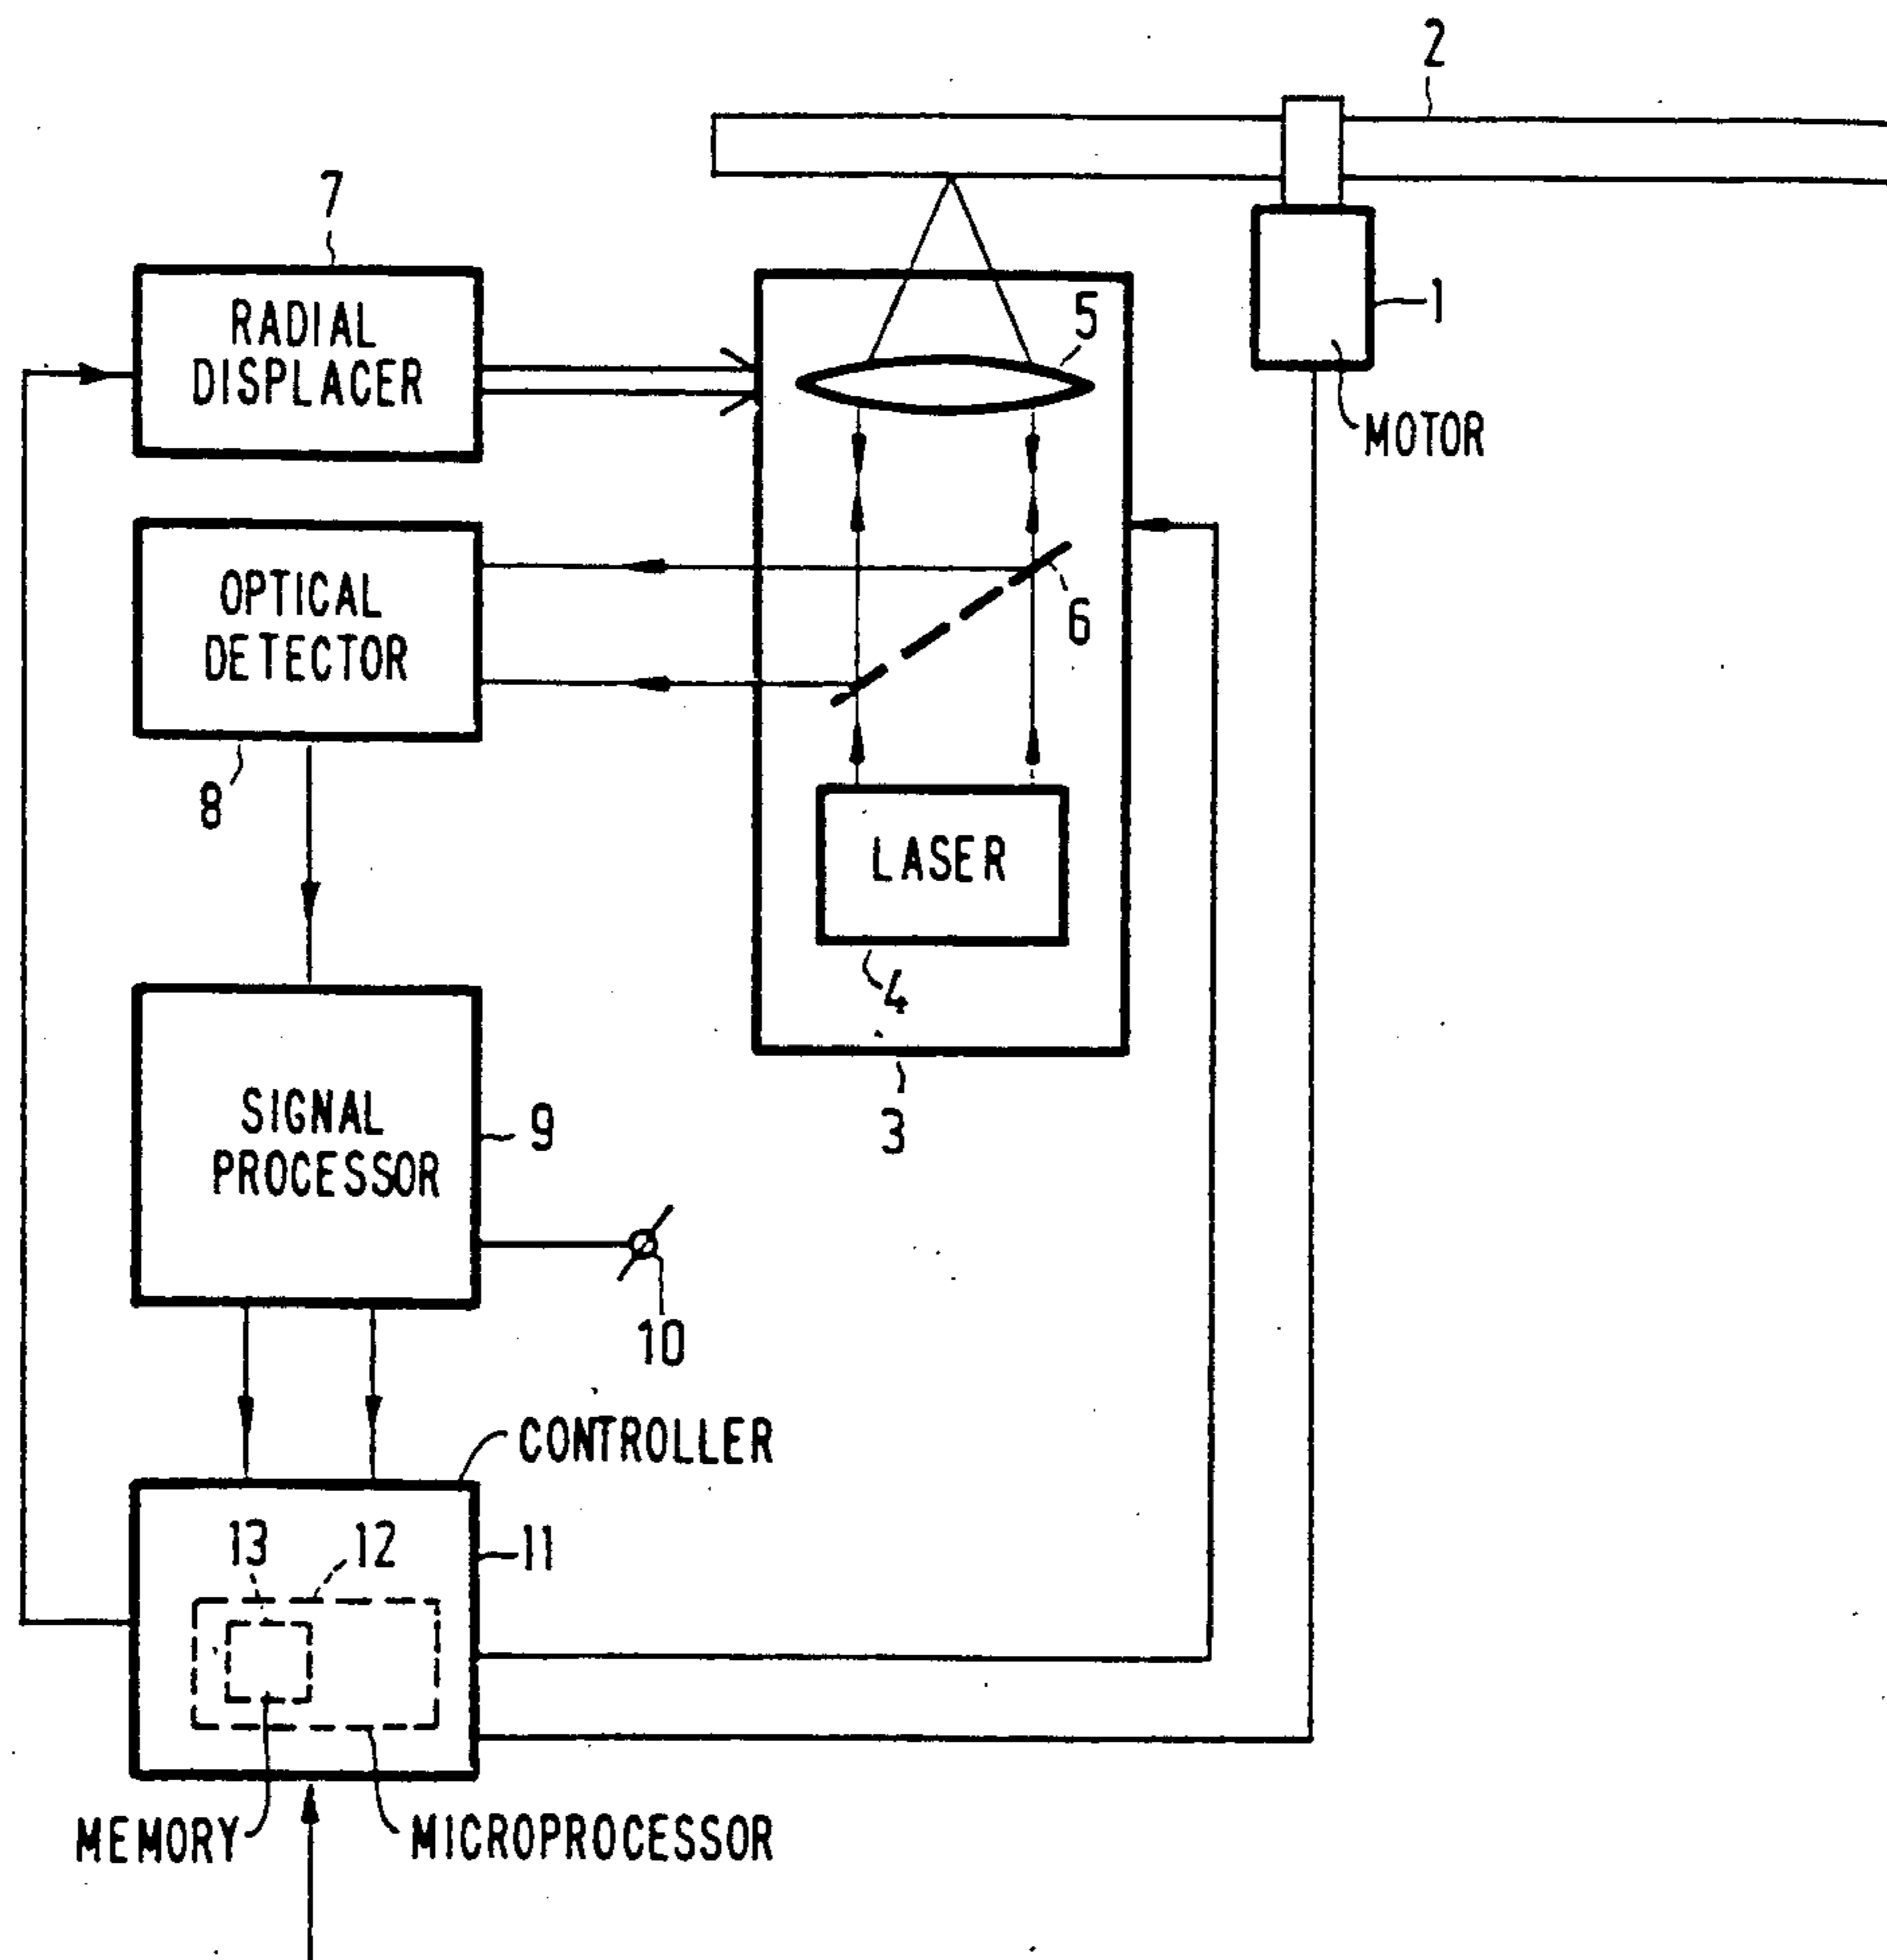 2
7
RADIAL
DISPLACER
5
1
MOTOR
OPTICAL
DETECTOR
6
8
LASER
4
3
SIGNAL
PROCESSOR
9
10
CONTROLLER
13
12
11
MEMORY
MICROPROCESSOR